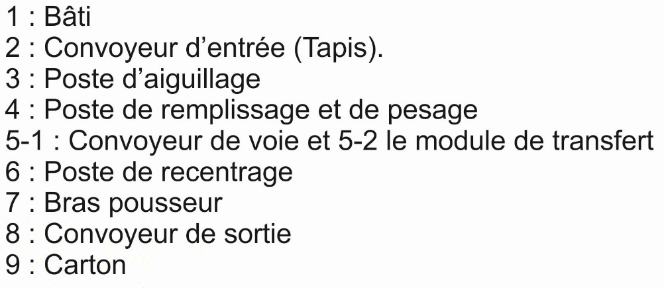 1 : Bâti
2 : Convoyeur d’entrée (Tapis).
3 : Poste d’aiguillage
4 : Poste de remplissage et de pesage
5-1 : Convoyeur de voie et 5-2 le module de transfert
6 : Poste de recentrage
7 : Bras pousseur
8 : Convoyeur de sortie
9 : Carton